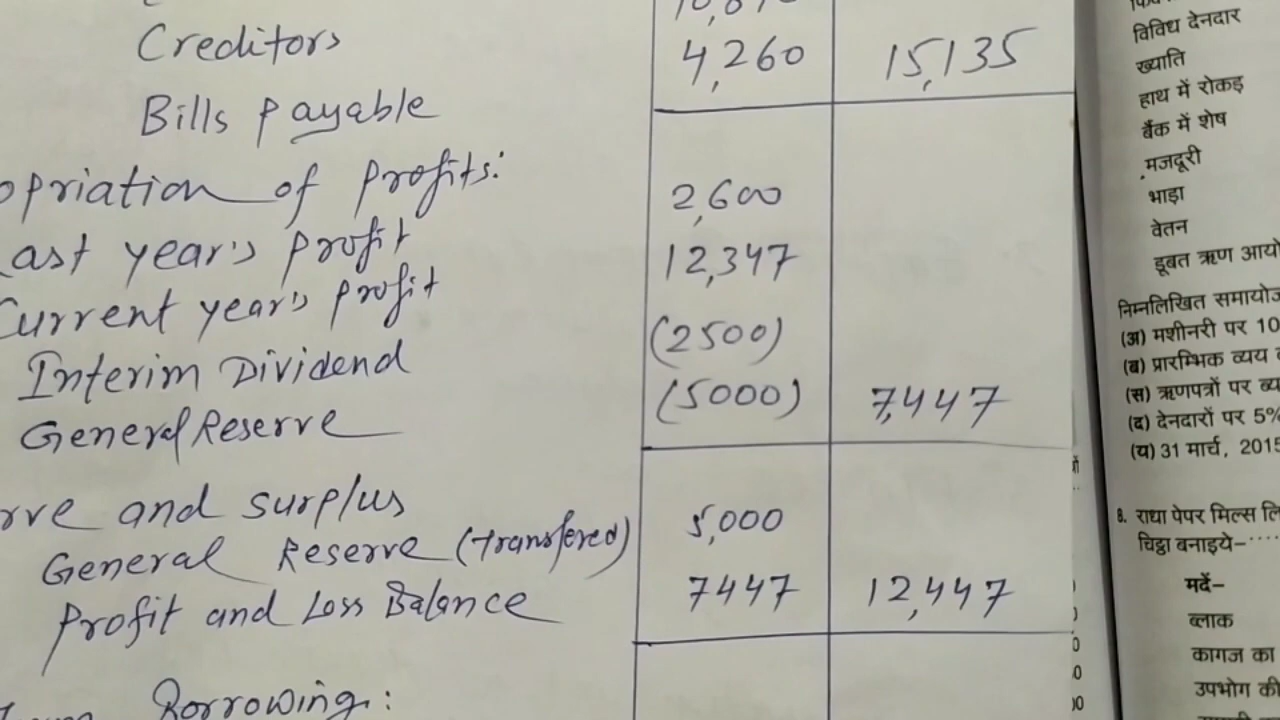 Creditors
4,260 15,135
Bills payable
opriation of Profits:
2,600
Last year's Profit
12,347
Current year's Profit
(2500)
Interim Dividend
(5000) 7,447
General Reserve
rve and surplus
General Reserve (transfered) 5,000
Profit and Loss Balance 7447 12,447
Borrowing:
विविध देनदार
ख्याति
हाथ में रोकड़
बैंक में शेष
मजदूरी
भाड़ा
वेतन
डूबत ऋण आयो
निम्नलिखित समायोज
(अ) मशीनरी पर 10
(ब) प्रारम्भिक व्यय
(स) ऋणपत्रों पर ब्य
(द) देनदारों पर 5%
(य) 31 मार्च, 2015
8. राधा पेपर मिल्स लि
चिट्ठा बनाइये–
मदें–
ब्लाक
कागज का
उपभोग की